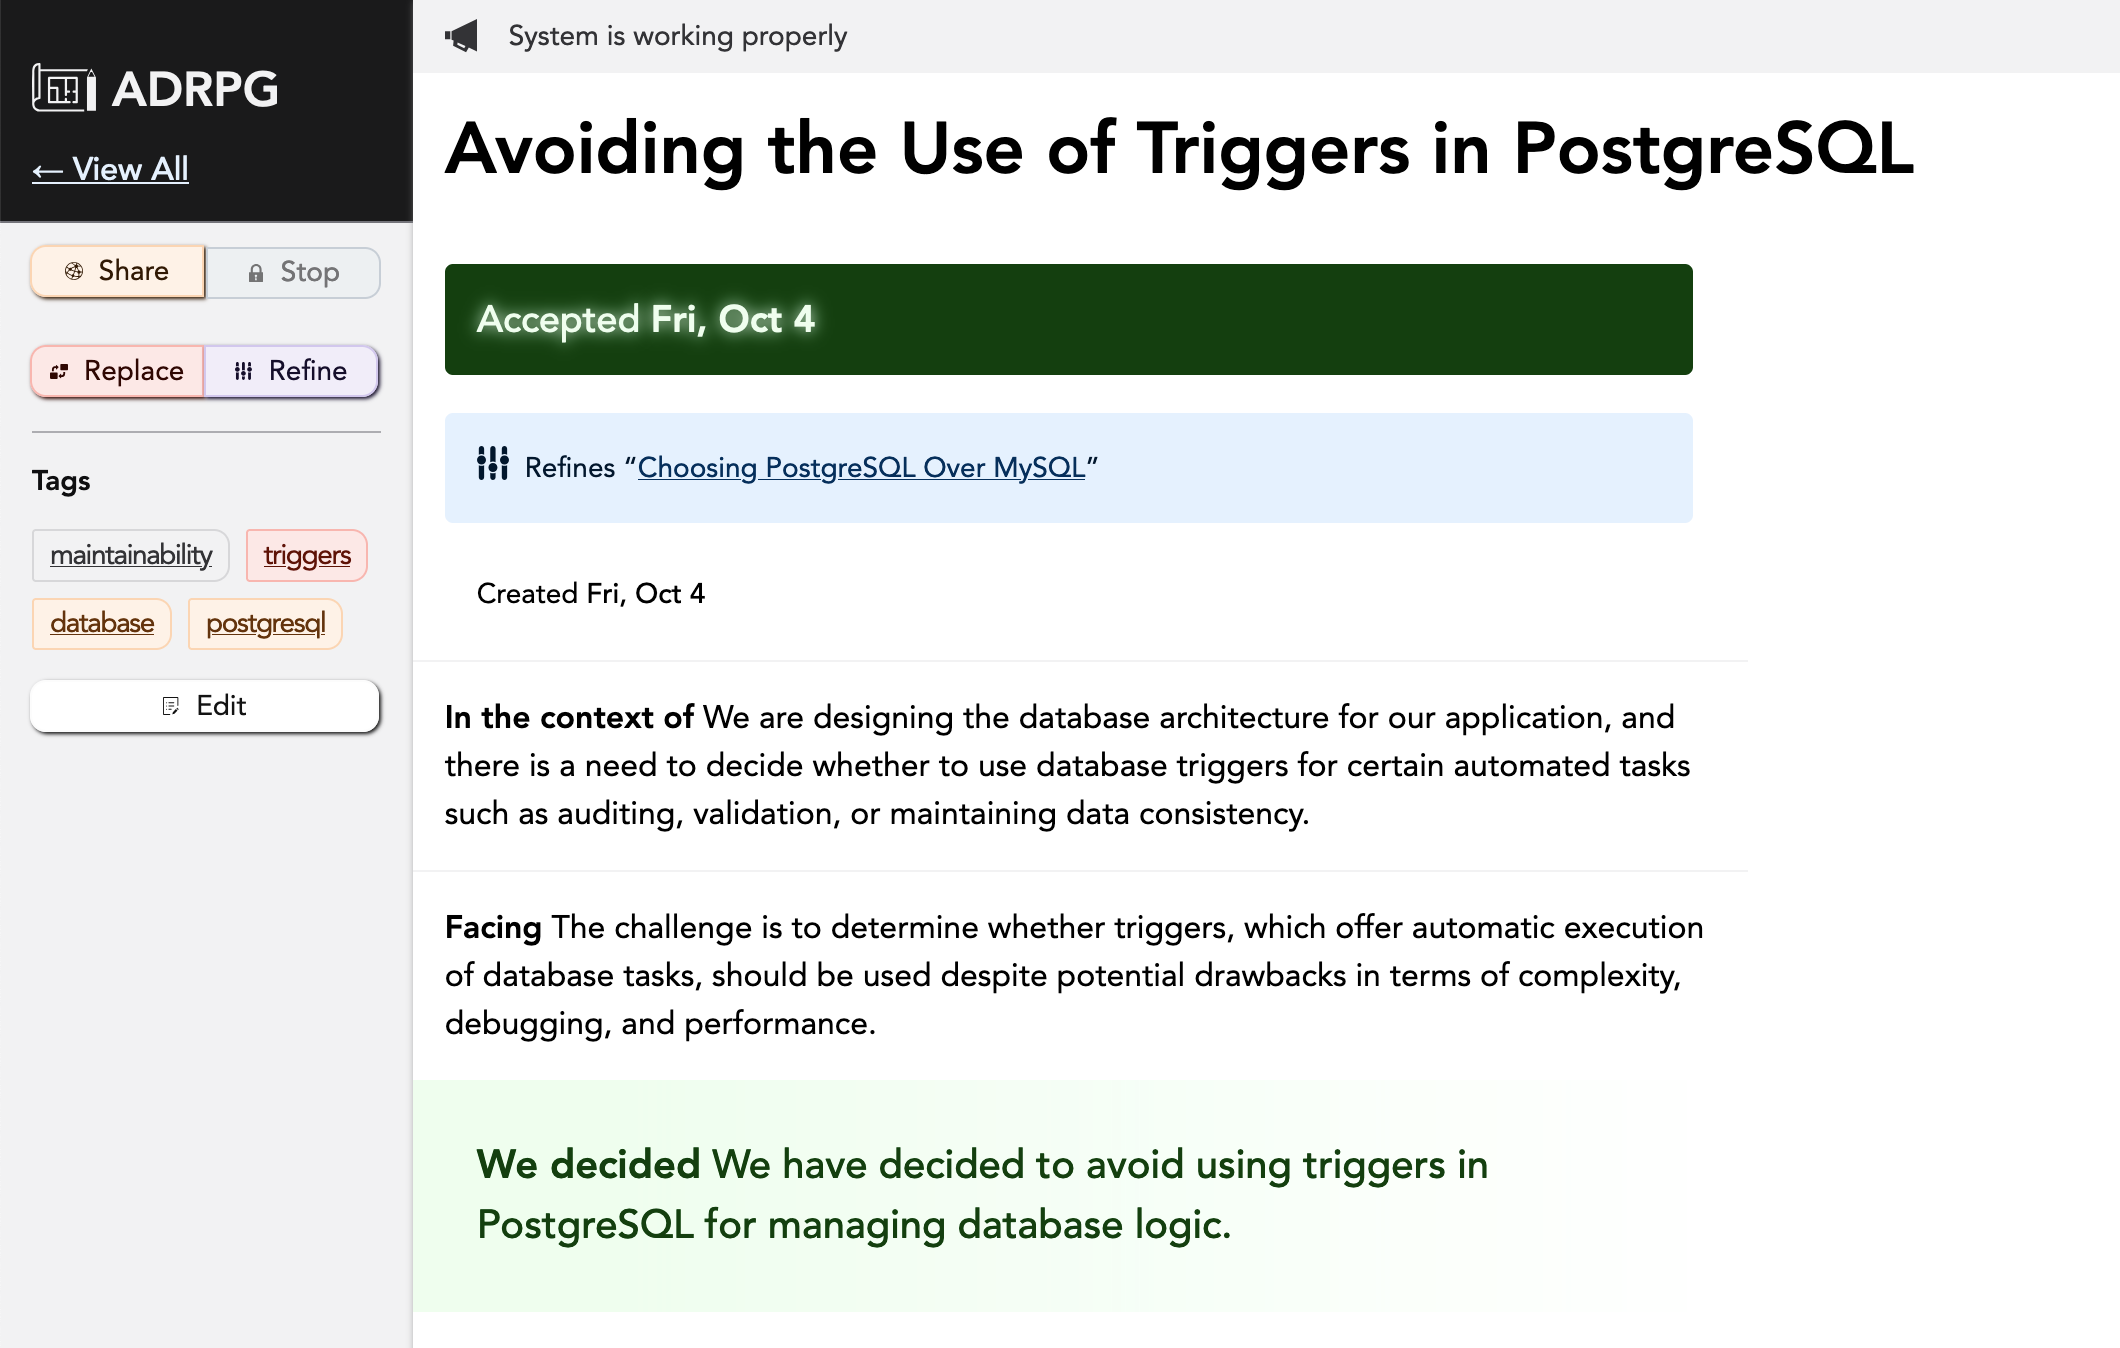 ADRPG
← View All
Share
Stop
Replace
Refine
Tags
maintainability
triggers
database
postgresql
Edit
System is working properly
Avoiding the Use of Triggers in PostgreSQL
Accepted Fri, Oct 4
Refines “Choosing PostgreSQL Over MySQL”
Created Fri, Oct 4
In the context of We are designing the database architecture for our application, and
there is a need to decide whether to use database triggers for certain automated tasks
such as auditing, validation, or maintaining data consistency.
Facing The challenge is to determine whether triggers, which offer automatic execution
of database tasks, should be used despite potential drawbacks in terms of complexity,
debugging, and performance.
We decided We have decided to avoid using triggers in
PostgreSQL for managing database logic.